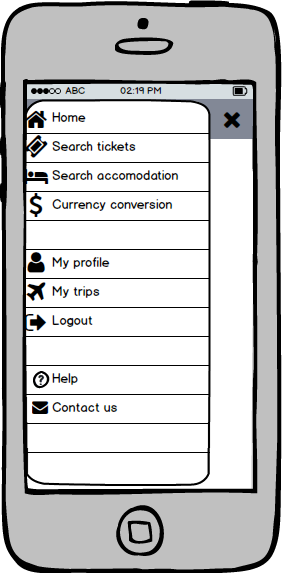 ABC 02:19 PM
Home
Search tickets
Search accomodation
Currency conversion
My profile
My trips
Logout
Help
Contact us